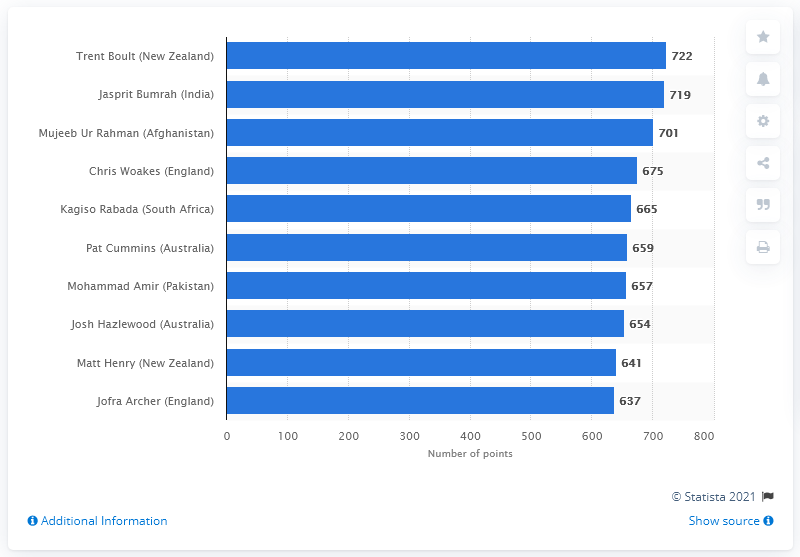 Trent Boult (New Zealand) 722
Jasprit Bumrah (India) 719
Mujeeb Ur Rahman (Afghanistan) 701
Chris Woakes (England) 675
Kagiso Rabada (South Africa) 665
Pat Cummins (Australia) 659
Mohammad Amir (Pakistan) 657
Josh Hazlewood (Australia) 654
Matt Henry (New Zealand) 641
Jofra Archer (England) 637
0 100 200 300 400 500 600 700 800
Number of points
© Statista 2021
Additional Information
Show source